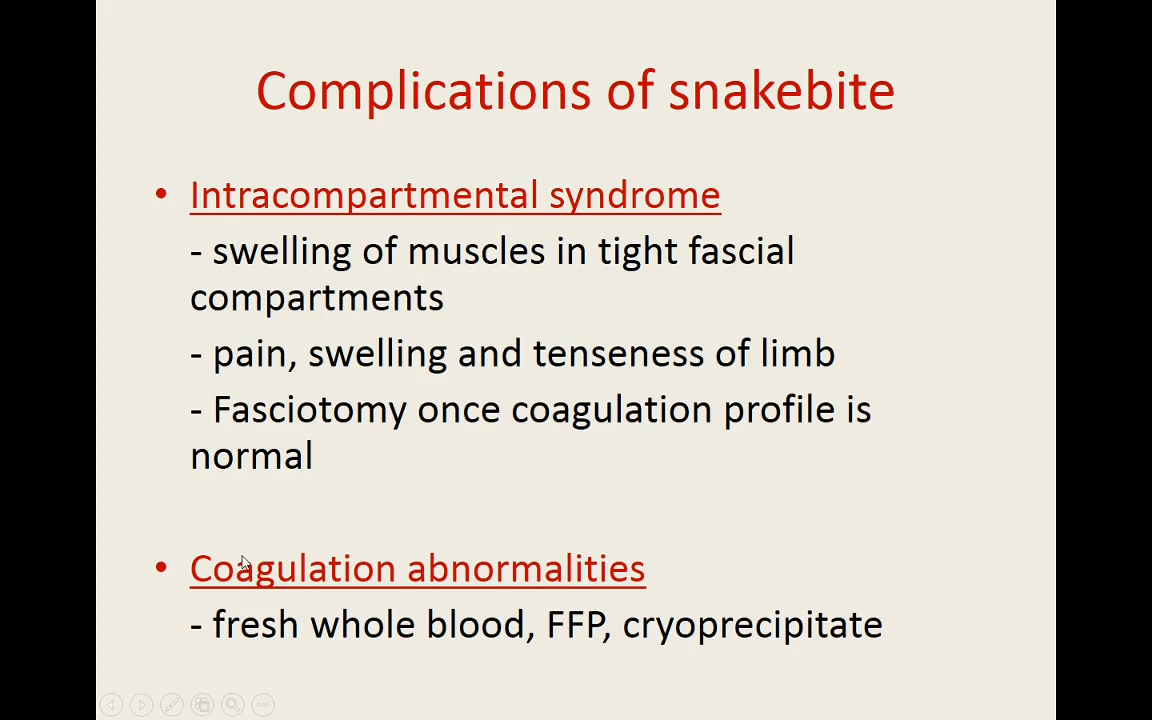 Complications of snakebite
• Intracompartmental syndrome
- swelling of muscles in tight fascial
compartments
- pain, swelling and tenseness of limb
- Fasciotomy once coagulation profile is
normal
• Coagulation abnormalities
- fresh whole blood, FFP, cryoprecipitate